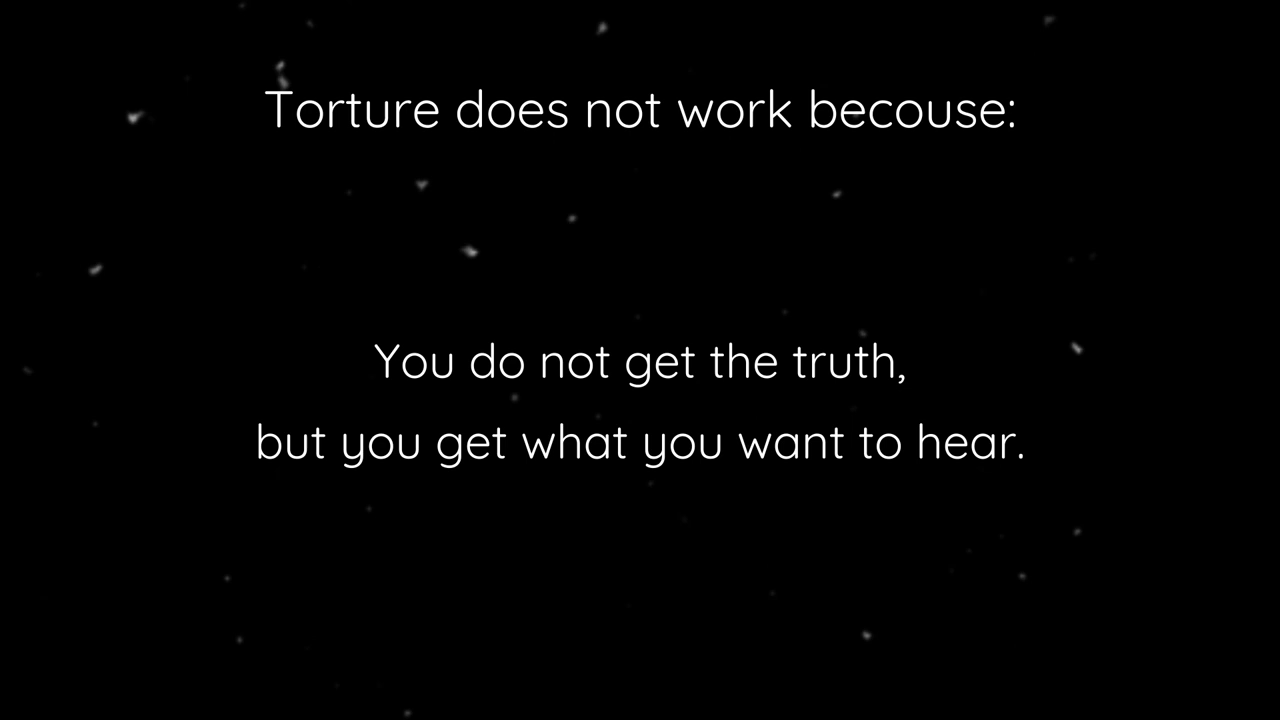 Torture does not work becouse:
You do not get the truth,
but you get what you want to hear.